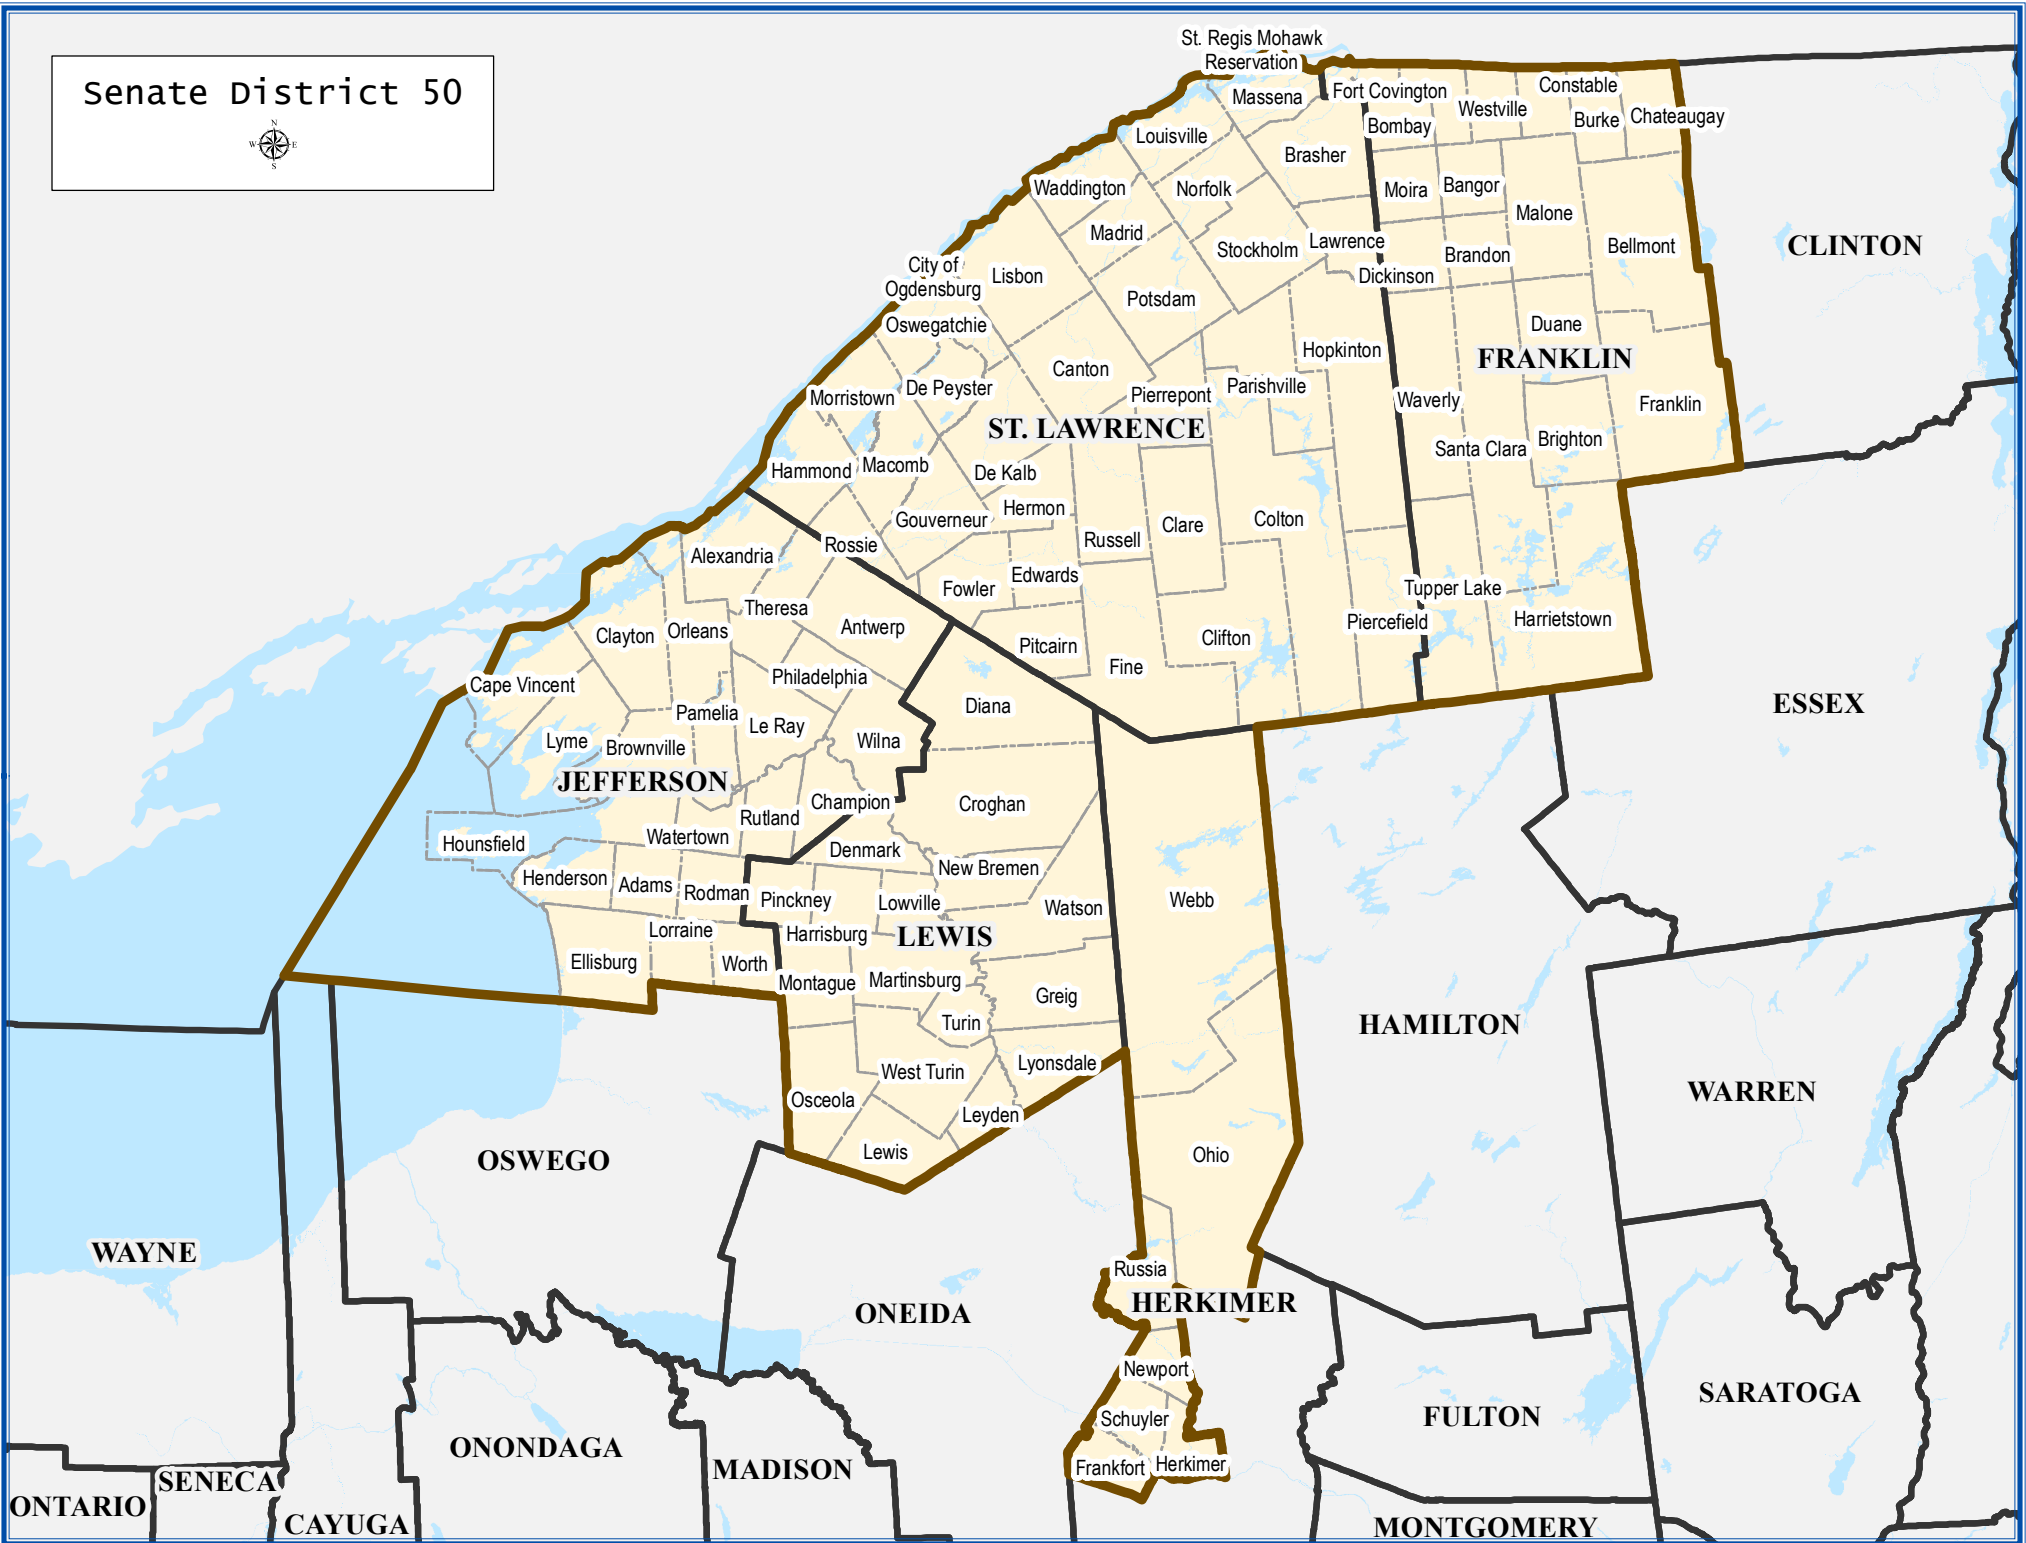 Senate District 50
N
W E
S
St. Regis Mohawk
Reservation
Massena
Fort Covington
Constable
Westville
Burke
Chateaugay
Bombay
Louisville
Brasher
Waddington
Norfolk
Moira
Bangor
Malone
Madrid
Stockholm
Lawrence
Brandon
Bellmont
CLINTON
City of
Ogdensburg
Lisbon
Dickinson
Potsdam
Oswegatchie
Duane
Hopkinton
FRANKLIN
Canton
De Peyster
Pierrepont
Parishville
Morristown
Waverly
Franklin
ST. LAWRENCE
Brighton
Santa Clara
Hammond
Macomb
De Kalb
Hermon
Gouverneur
Clare
Colton
Russell
Rossie
Alexandria
Edwards
Fowler
Tupper Lake
Theresa
Antwerp
Piercefield
Harrietstown
Clayton
Orleans
Clifton
Pitcairn
Fine
Philadelphia
Cape Vincent
Diana
ESSEX
Pamelia
Le Ray
Lyme
Brownville
Wilna
JEFFERSON
Champion
Croghan
Rutland
Watertown
Hounsfield
Denmark
New Bremen
Henderson
Adams
Rodman
Pinckney
Lowville
Watson
Webb
Lorraine
Harrisburg
LEWIS
Ellisburg
Worth
Montague
Martinsburg
Greig
Turin
HAMILTON
Lyonsdale
West Turin
WARREN
Osceola
Leyden
Lewis
Ohio
OSWEGO
WAYNE
Russia
HERKIMER
ONEIDA
Newport
SARATOGA
Schuyler
FULTON
ONONDAGA
Herkimer
Frankfort
MADISON
SENECA
ONTARIO
CAYUGA
MONTGOMERY